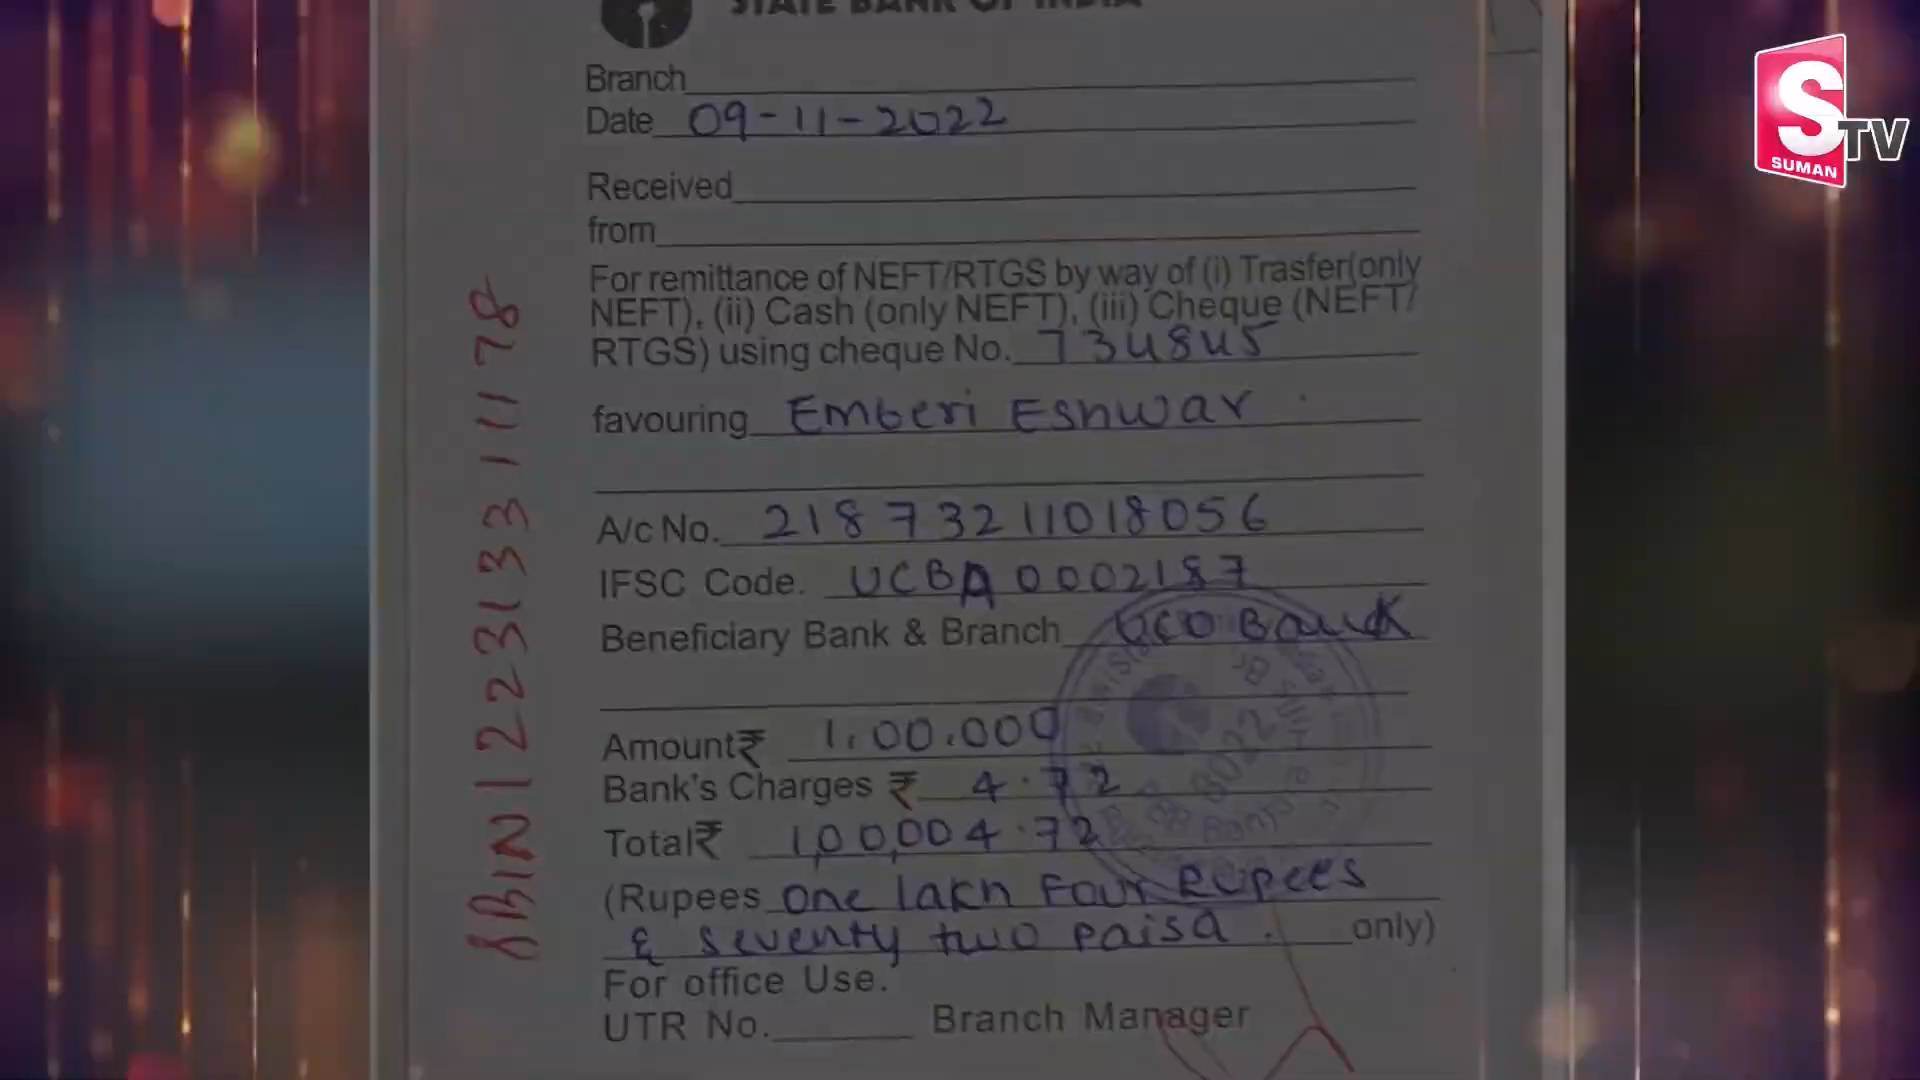 STATE BANK OF INDIA
Branch
Date 09-11-2022
Received
from
For remittance of NEFT/RTGS by way of (i) Trasfer(only
NEFT), (ii) Cash (only NEFT), (iii) Cheque (NEFT/
RTGS) using cheque No. 734845
favouring Emberi Eshwar
A/c No. 21873211018056
IFSC Code. UCBA0002187
Beneficiary Bank & Branch UCO Bank
Amount₹ 1,00,000
Bank's Charges ₹ 4.72
Total₹ 1,00,004.72
(Rupees one lakh Four Rupees
& seventy two paisa. only)
For office Use.
UTR No. Branch Manager
SBIN122313311178
S TV
SUMAN